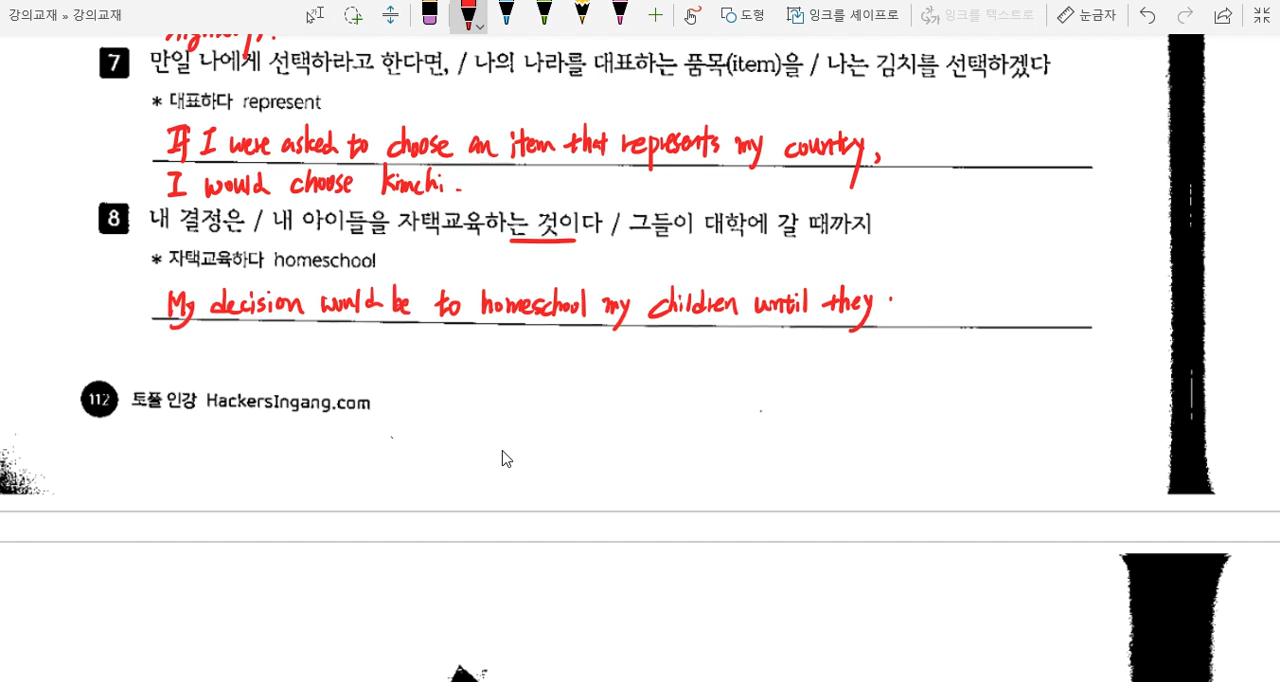 강의교재 » 강의교재
도형
잉크를 셰이프로
잉크를 텍스트로
눈금자
7 만일 나에게 선택하라고 한다면, / 나의 나라를 대표하는 품목(item)을 / 나는 김치를 선택하겠다
* 대표하다 represent
If I were asked to choose an item that represents my country,
I would choose kimchi.
8 내 결정은 / 내 아이들을 자택교육하는 것이다 / 그들이 대학에 갈 때까지
* 자택교육하다 homeschool
My decision would be to homeschool my children until they
112 토플 인강 HackersIngang.com